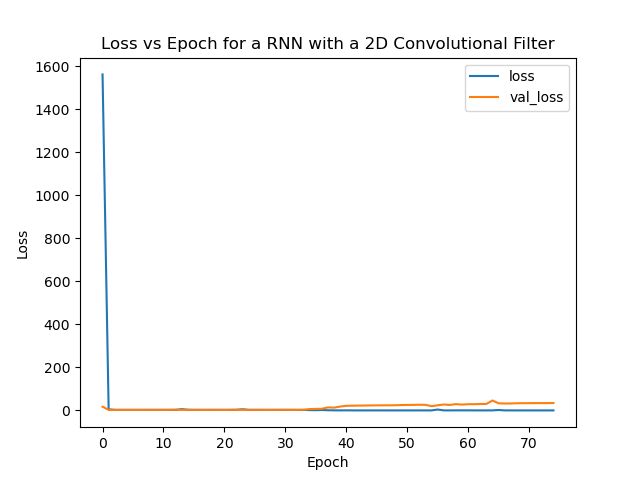 Loss vs Epoch for a RNN with a 2D Convolutional Filter
loss
val_loss
1600
1400
1200
1000
800
600
400
200
0
Loss
0 10 20 30 40 50 60 70
Epoch